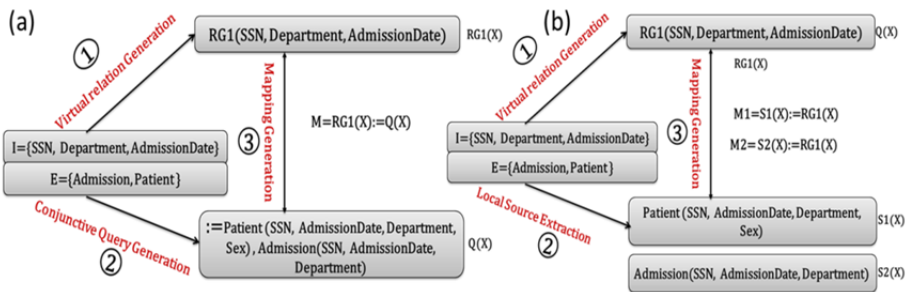 (a)
RG1(SSN, Department, AdmissionDate)
RG1(X)
①
Virtual relation Generation
③
Mapping Generation
M=RG1(X):=Q(X)
I={SSN, Department, AdmissionDate}
E={Admission, Patient}
Conjunctive Query Generation
②
:=Patient (SSN, AdmissionDate, Department,
Sex) , Admission(SSN, AdmissionDate,
Department)
Q(X)
(b)
RG1(SSN, Department, AdmissionDate)
Q(X)
RG1(X)
①
Virtual relation Generation
③
Mapping Generation
M1=S1(X):=RG1(X)
M2=S2(X):=RG1(X)
I={SSN, Department, AdmissionDate}
E={Admission, Patient}
Local Source Extraction
②
Patient (SSN, AdmissionDate, Department,
Sex)
S1(X)
Admission(SSN, AdmissionDate, Department)
S2(X)